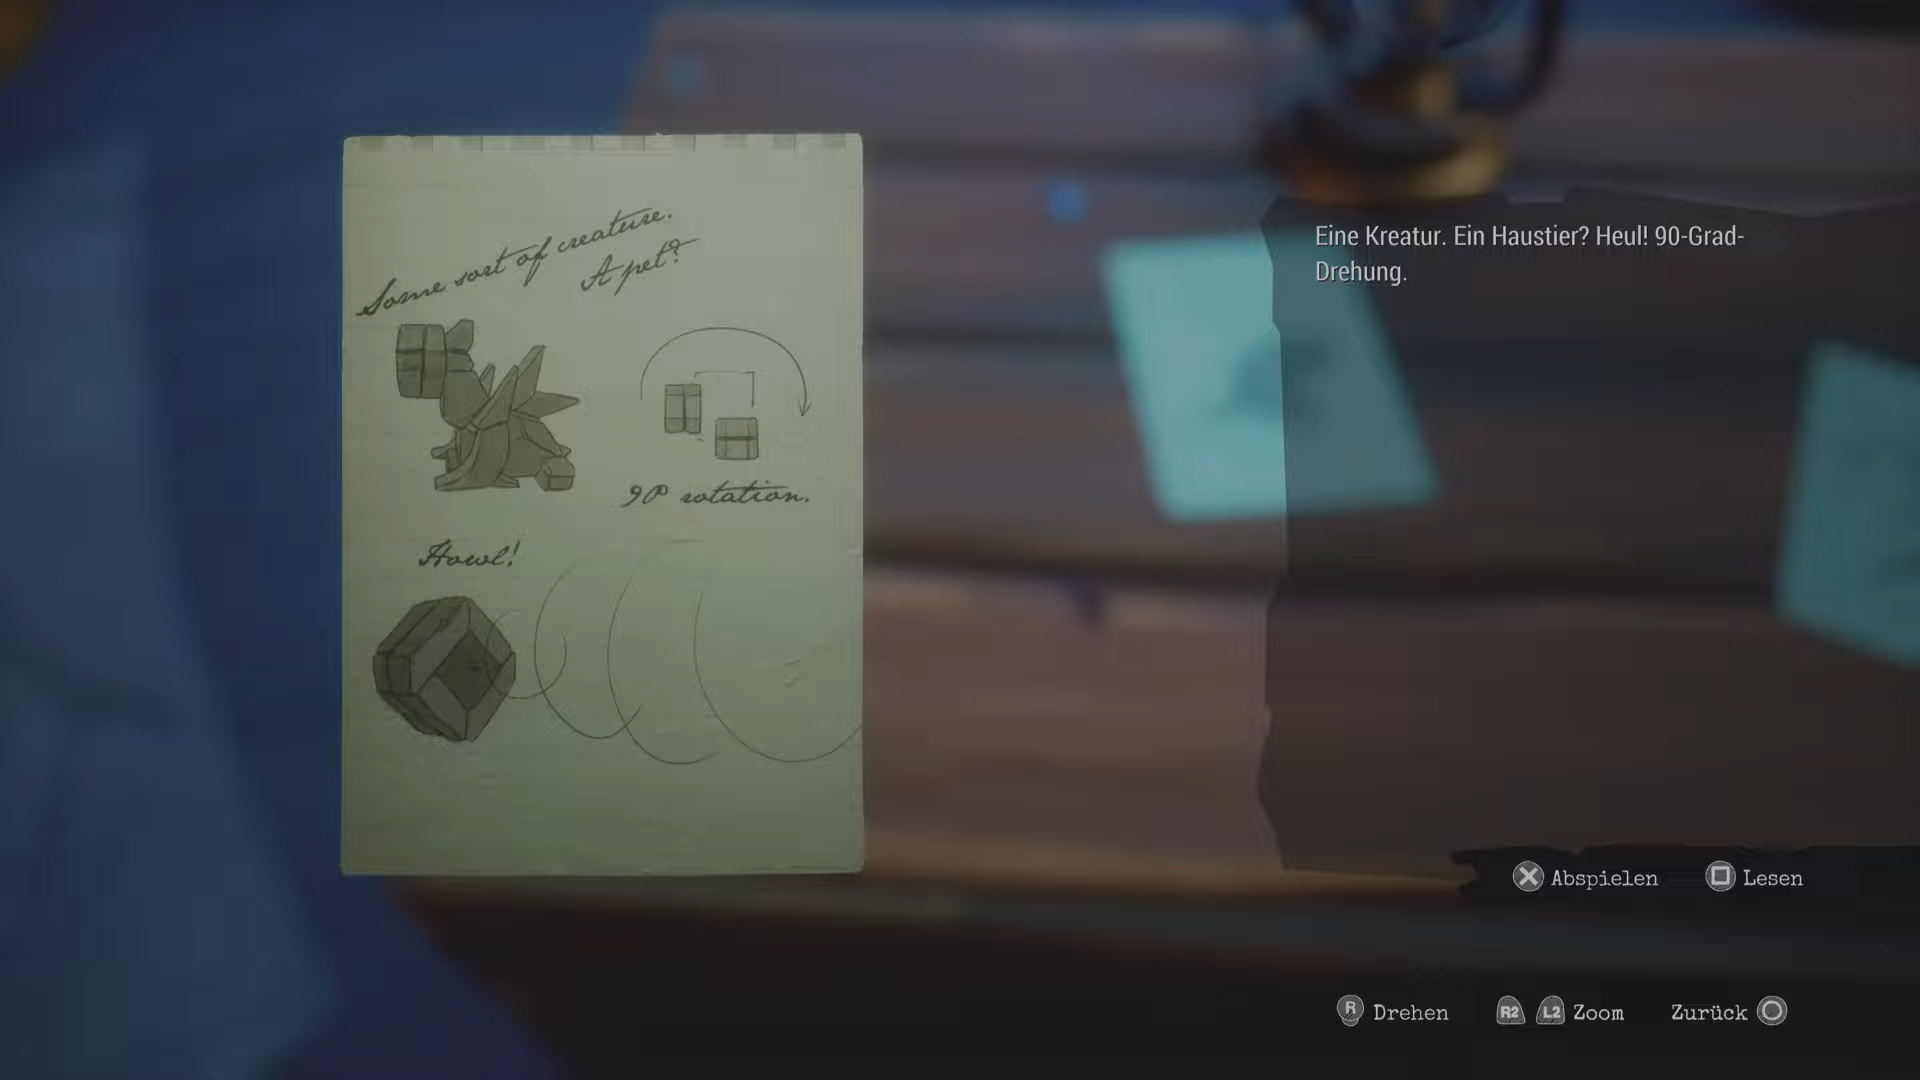 Some sort of creature.
A pet?
90° rotation.
Howl!
Eine Kreatur. Ein Haustier? Heul! 90-Grad-
Drehung.
Abspielen Lesen
R Drehen R2 L2 Zoom Zurück